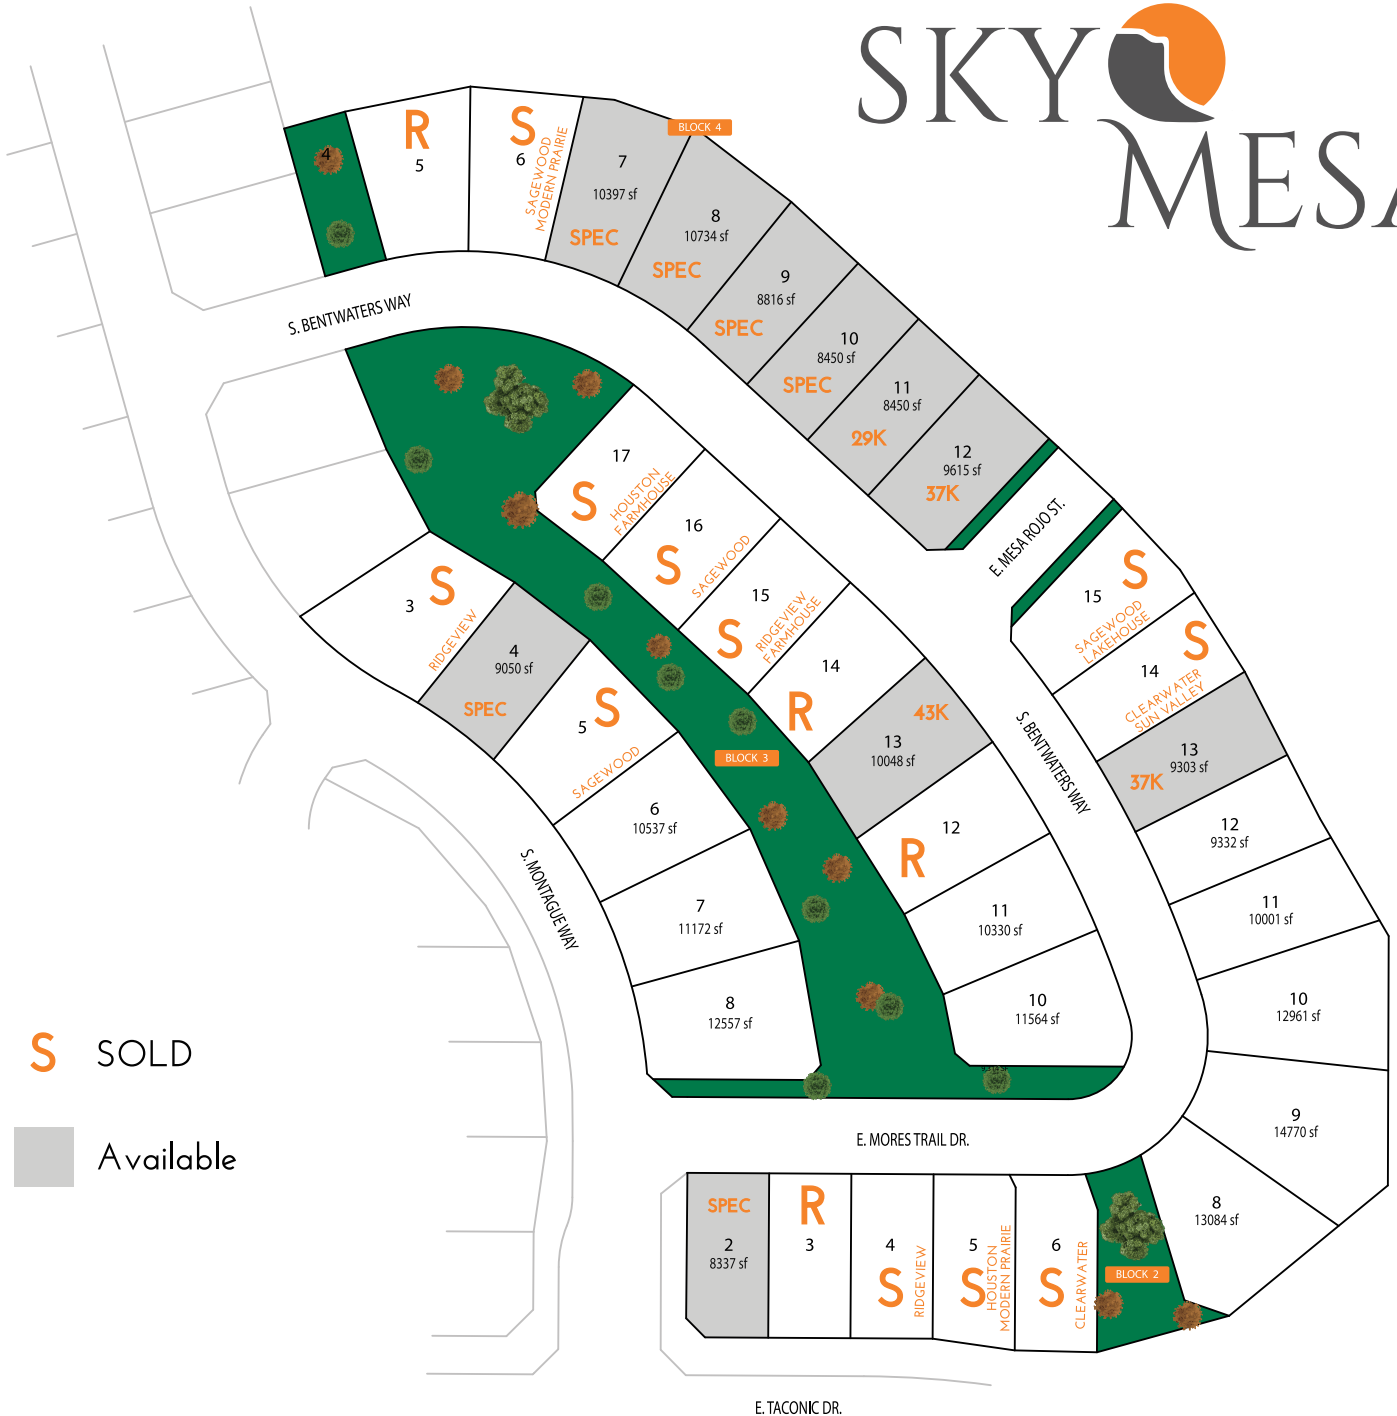 SKY
MESA
BLOCK 4
4
R
5
S
6
SAGEWOOD
MODERN PRAIRIE
7
10397 sf
SPEC
8
10734 sf
SPEC
9
8816 sf
SPEC
10
8450 sf
SPEC
11
8450 sf
29K
12
9615 sf
37K
S. BENTWATERS WAY
E. MESA ROJO ST.
17
S
HOUSTON
FARMHOUSE
16
S
SAGEWOOD
15
S
RIDGEVIEW
FARMHOUSE
14
R
43K
13
10048 sf
12
R
11
10330 sf
10
11564 sf
3
S
RIDGEVIEW
4
9050 sf
SPEC
5
S
SAGEWOOD
6
10537 sf
7
11172 sf
8
12557 sf
BLOCK 3
S. MONTAGUE WAY
S. BENTWATERS WAY
15
S
SAGEWOOD
LAKEHOUSE
14
S
CLEARWATER
SUN VALLEY
13
9303 sf
37K
12
9332 sf
11
10001 sf
10
12961 sf
9
14770 sf
8
13084 sf
E. MORES TRAIL DR.
SPEC
2
8337 sf
R
3
4
S
RIDGEVIEW
5
S
HOUSTON
MODERN PRAIRIE
6
S
CLEARWATER
BLOCK 2
E. TACONIC DR.
S SOLD
Available